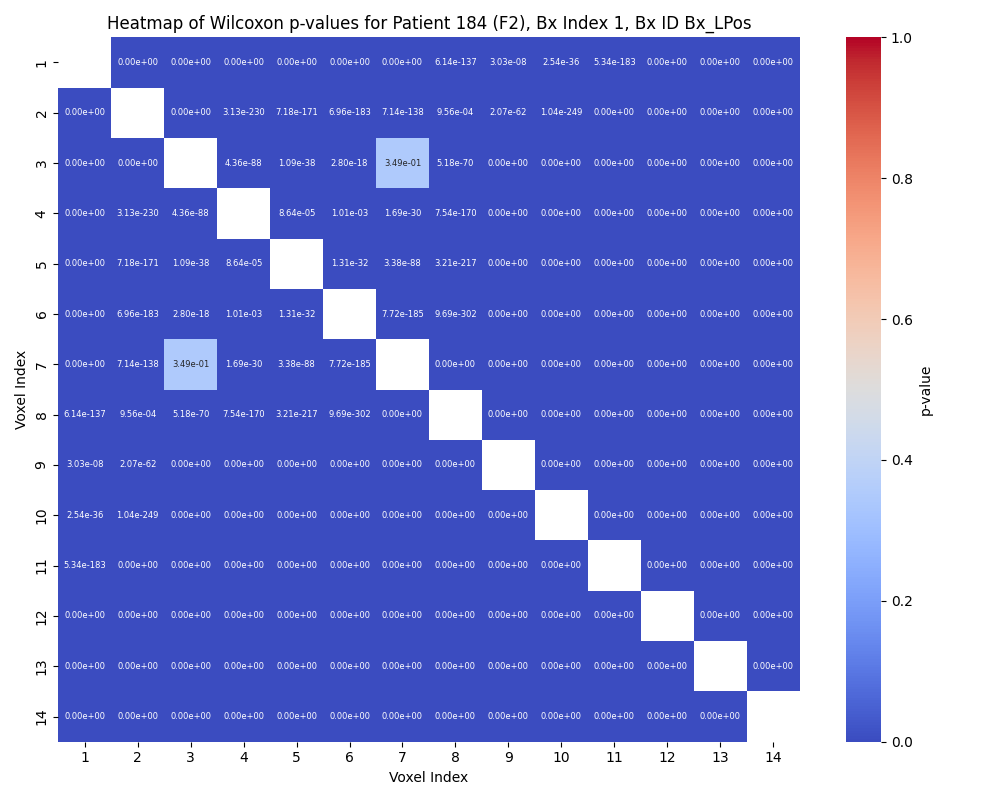 Heatmap of Wilcoxon p-values for Patient 184 (F2), Bx Index 1, Bx ID Bx_LPos
1 0.00e+00 0.00e+00 0.00e+00 0.00e+00 0.00e+00 0.00e+00 6.14e-137 3.03e-08 2.54e-36 5.34e-183 0.00e+00 0.00e+00 0.00e+00
2 0.00e+00 0.00e+00 3.13e-230 7.18e-171 6.96e-183 7.14e-138 9.56e-04 2.07e-62 1.04e-249 0.00e+00 0.00e+00 0.00e+00 0.00e+00
3 0.00e+00 0.00e+00 4.36e-88 1.09e-38 2.80e-18 3.49e-01 5.18e-70 0.00e+00 0.00e+00 0.00e+00 0.00e+00 0.00e+00 0.00e+00
4 0.00e+00 3.13e-230 4.36e-88 8.64e-05 1.01e-03 1.69e-30 7.54e-170 0.00e+00 0.00e+00 0.00e+00 0.00e+00 0.00e+00 0.00e+00
5 0.00e+00 7.18e-171 1.09e-38 8.64e-05 1.31e-32 3.38e-88 3.21e-217 0.00e+00 0.00e+00 0.00e+00 0.00e+00 0.00e+00 0.00e+00
6 0.00e+00 6.96e-183 2.80e-18 1.01e-03 1.31e-32 7.72e-185 9.69e-302 0.00e+00 0.00e+00 0.00e+00 0.00e+00 0.00e+00 0.00e+00
7 0.00e+00 7.14e-138 3.49e-01 1.69e-30 3.38e-88 7.72e-185 0.00e+00 0.00e+00 0.00e+00 0.00e+00 0.00e+00 0.00e+00 0.00e+00
8 6.14e-137 9.56e-04 5.18e-70 7.54e-170 3.21e-217 9.69e-302 0.00e+00 0.00e+00 0.00e+00 0.00e+00 0.00e+00 0.00e+00 0.00e+00
9 3.03e-08 2.07e-62 0.00e+00 0.00e+00 0.00e+00 0.00e+00 0.00e+00 0.00e+00 0.00e+00 0.00e+00 0.00e+00 0.00e+00 0.00e+00
10 2.54e-36 1.04e-249 0.00e+00 0.00e+00 0.00e+00 0.00e+00 0.00e+00 0.00e+00 0.00e+00 0.00e+00 0.00e+00 0.00e+00 0.00e+00
11 5.34e-183 0.00e+00 0.00e+00 0.00e+00 0.00e+00 0.00e+00 0.00e+00 0.00e+00 0.00e+00 0.00e+00 0.00e+00 0.00e+00 0.00e+00
12 0.00e+00 0.00e+00 0.00e+00 0.00e+00 0.00e+00 0.00e+00 0.00e+00 0.00e+00 0.00e+00 0.00e+00 0.00e+00 0.00e+00 0.00e+00
13 0.00e+00 0.00e+00 0.00e+00 0.00e+00 0.00e+00 0.00e+00 0.00e+00 0.00e+00 0.00e+00 0.00e+00 0.00e+00 0.00e+00 0.00e+00
14 0.00e+00 0.00e+00 0.00e+00 0.00e+00 0.00e+00 0.00e+00 0.00e+00 0.00e+00 0.00e+00 0.00e+00 0.00e+00 0.00e+00 0.00e+00
1 2 3 4 5 6 7 8 9 10 11 12 13 14
Voxel Index
Voxel Index
1.0
0.8
0.6
0.4
0.2
0.0
p-value